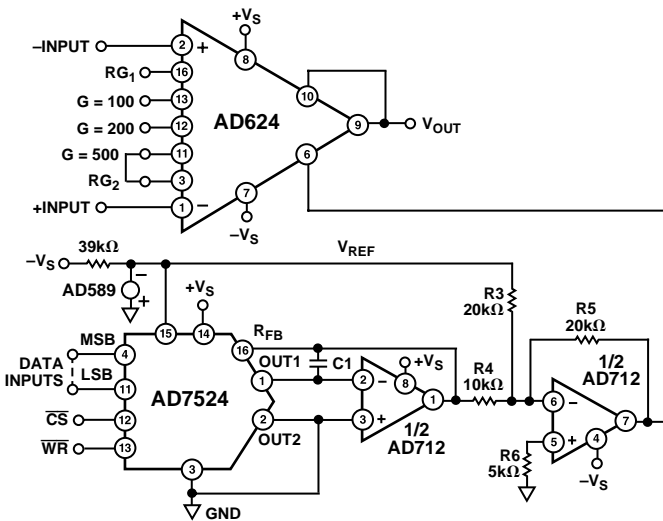 +VS
–INPUT
2
+
8
RG1
16
10
G = 100
13
AD624
G = 200
12
9
VOUT
G = 500
11
6
RG2
3
7
+INPUT
1
–
–VS
39kΩ
–VS
VREF
–
+VS
AD589
+
R3
20kΩ
R5
20kΩ
15
14
RFB
16
MSB
4
OUT1
C1
+VS
1/2
AD712
DATA
INPUTS
LSB
11
AD7524
1
2
–
8
1
R4
10kΩ
6
–
7
CS
12
2
3
+
OUT2
1/2
AD712
5
+
4
WR
13
R6
5kΩ
–VS
3
GND